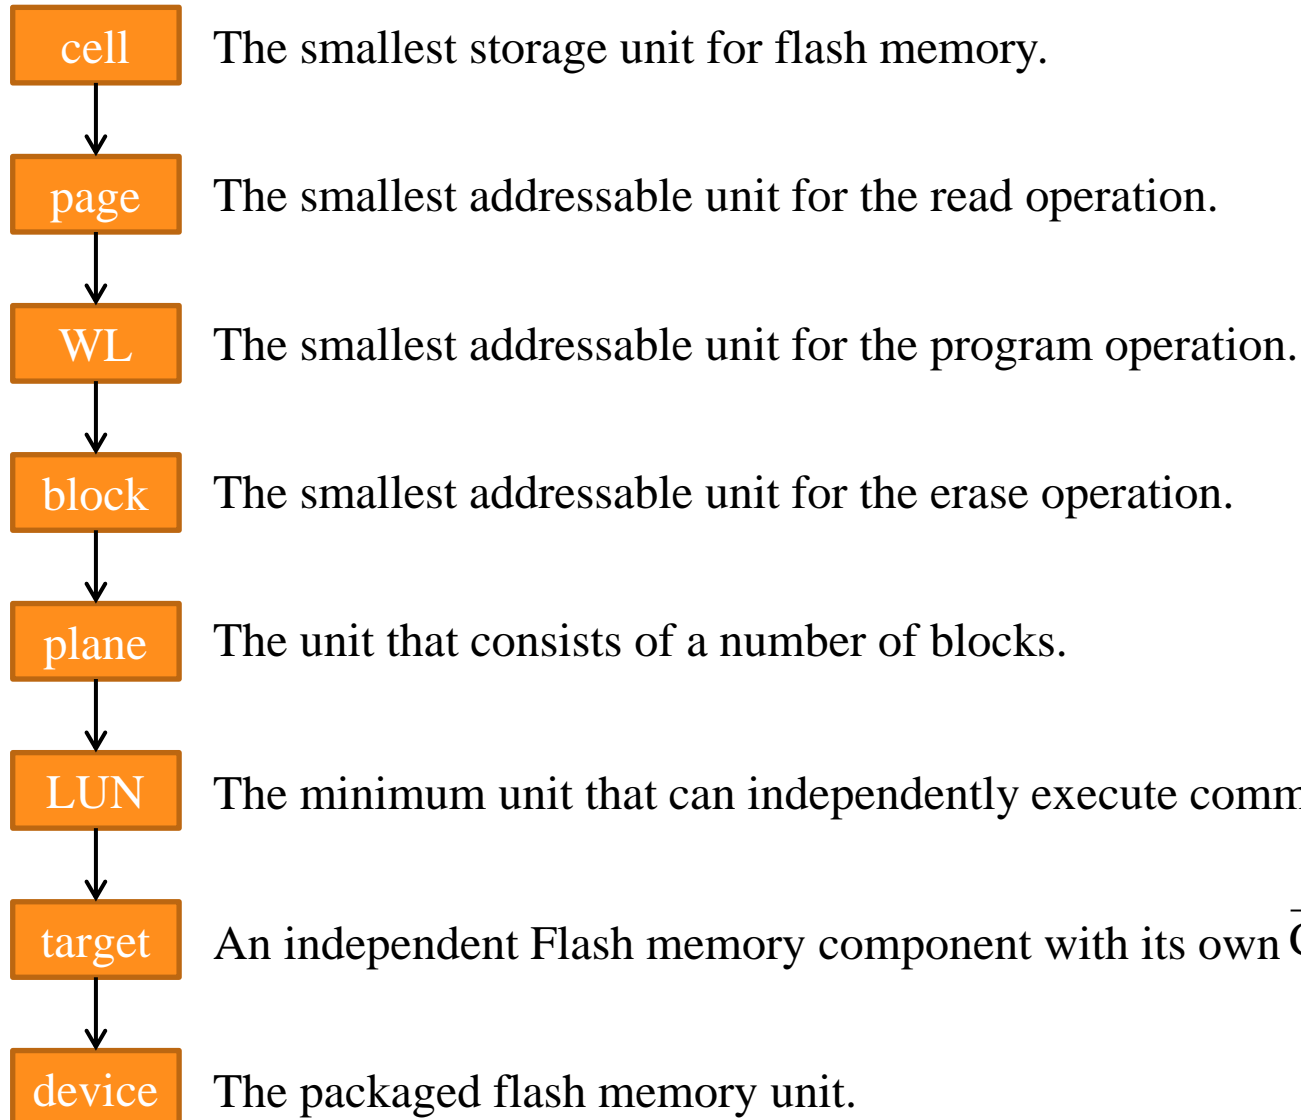 cell The smallest storage unit for flash memory.
page The smallest addressable unit for the read operation.
WL The smallest addressable unit for the program operation.
block The smallest addressable unit for the erase operation.
plane The unit that consists of a number of blocks.
LUN The minimum unit that can independently execute comm
target An independent Flash memory component with its own
device The packaged flash memory unit.